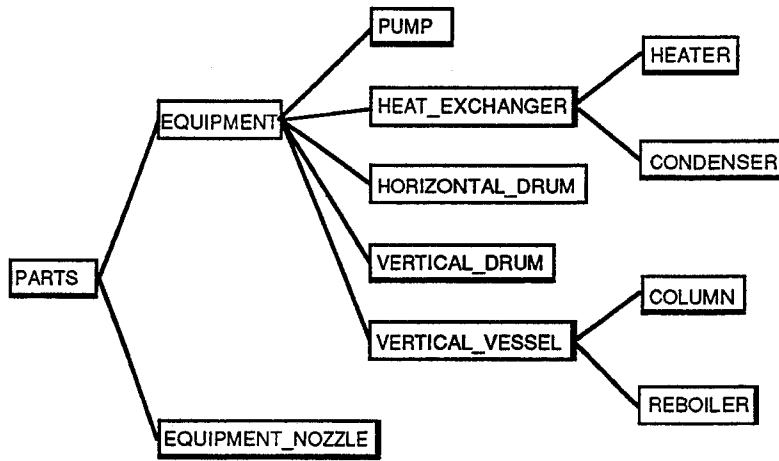 PUMP
HEATER
HEAT_EXCHANGER
EQUIPMENT
CONDENSER
HORIZONTAL_DRUM
VERTICAL_DRUM
PARTS
COLUMN
VERTICAL_VESSEL
REBOILER
EQUIPMENT_NOZZLE